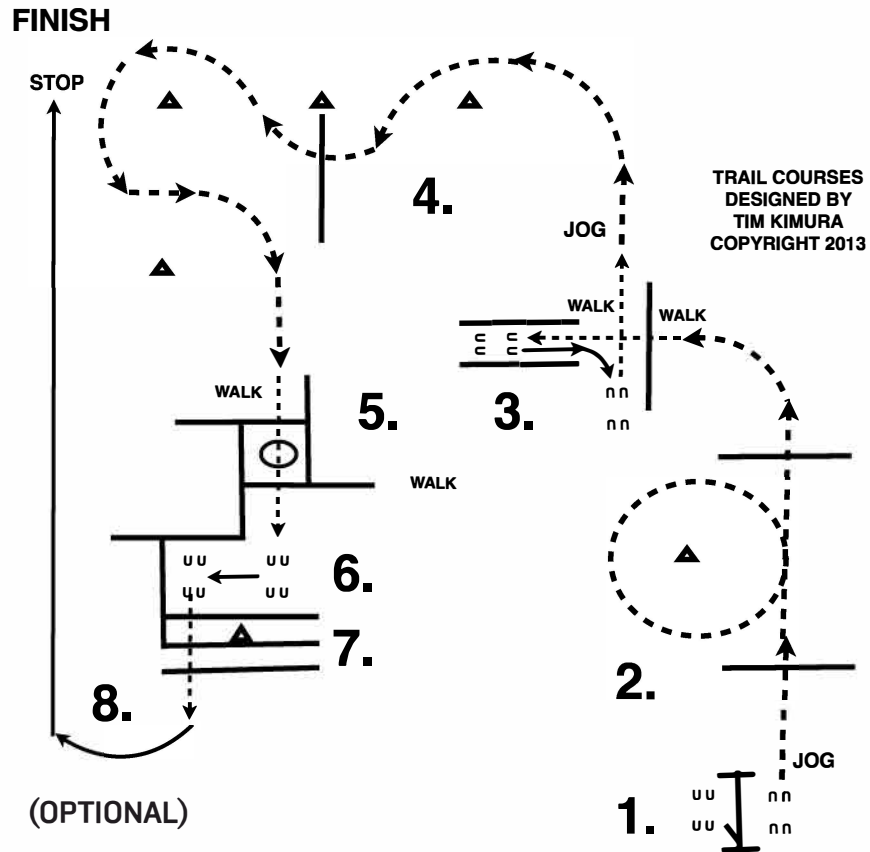 FINISH
STOP
4.
JOG
TRAIL COURSES
DESIGNED BY
TIM KIMURA
COPYRIGHT 2013
WALK
WALK
3.
WALK
5.
WALK
6.
2.
7.
8.
JOG
(OPTIONAL)
1.